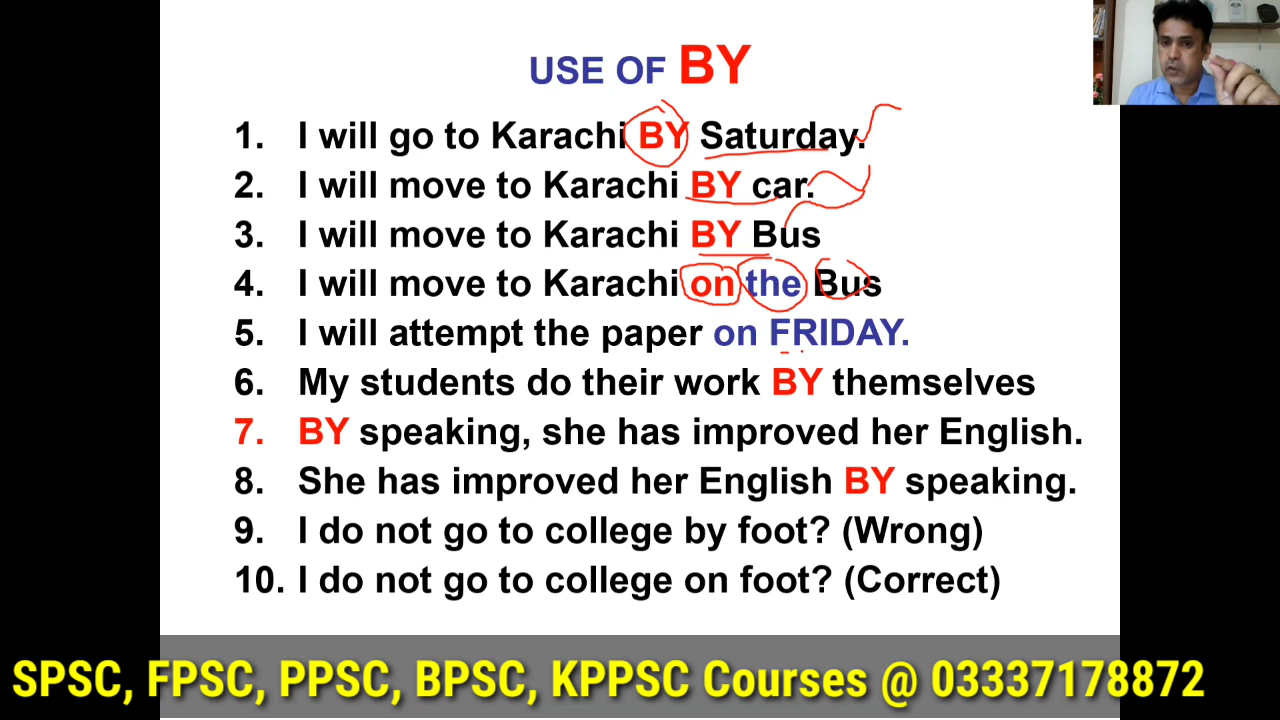 USE OF BY
1. I will go to Karachi BY Saturday.
2. I will move to Karachi BY car.
3. I will move to Karachi BY Bus
4. I will move to Karachi on the Bus
5. I will attempt the paper on FRIDAY.
6. My students do their work BY themselves
7. BY speaking, she has improved her English.
8. She has improved her English BY speaking.
9. I do not go to college by foot? (Wrong)
10. I do not go to college on foot? (Correct)
SPSC, FPSC, PPSC, BPSC, KPPSC Courses @ 03337178872